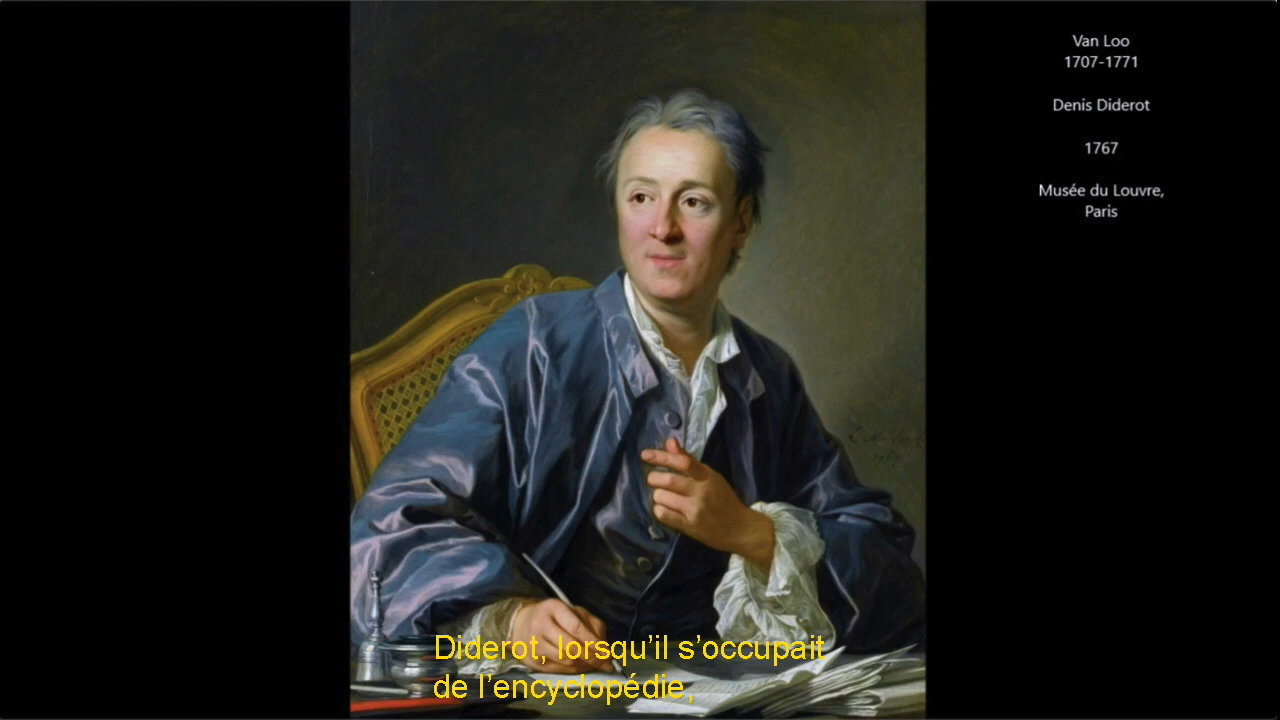 Van Loo
1707-1771
Denis Diderot
1767
Musée du Louvre,
Paris
Diderot, lorsqu’il s’occupait
de l’encyclopédie,